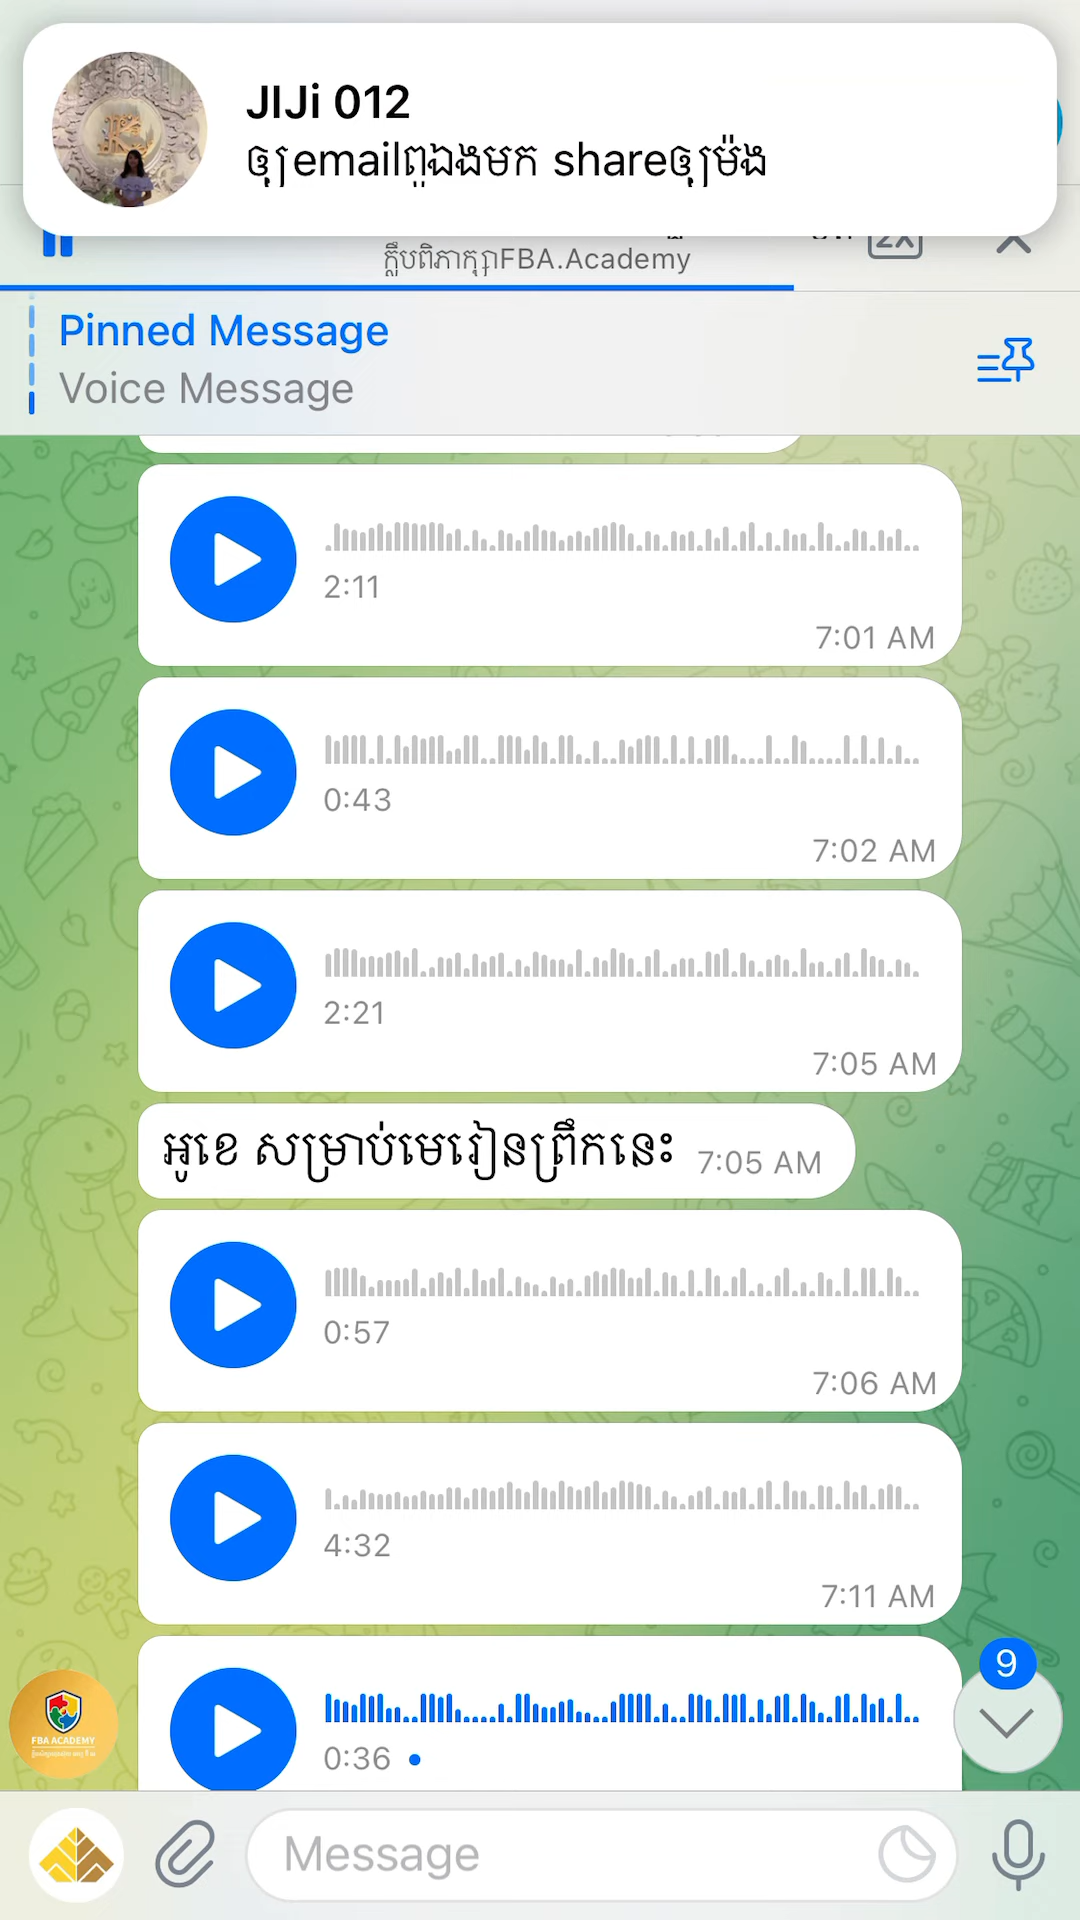 JIJi 012
ឲ្យemailពូឯងមក shareឲ្យម៉ង
2X
ក្លឹបពិភាក្សាFBA.Academy
Pinned Message
Voice Message
2:11
7:01 AM
0:43
7:02 AM
2:21
7:05 AM
អូខេ សម្រាប់មេរៀនព្រឹកនេះ 7:05 AM
0:57
7:06 AM
4:32
7:11 AM
9
FBA ACADEMY
0:36
Message